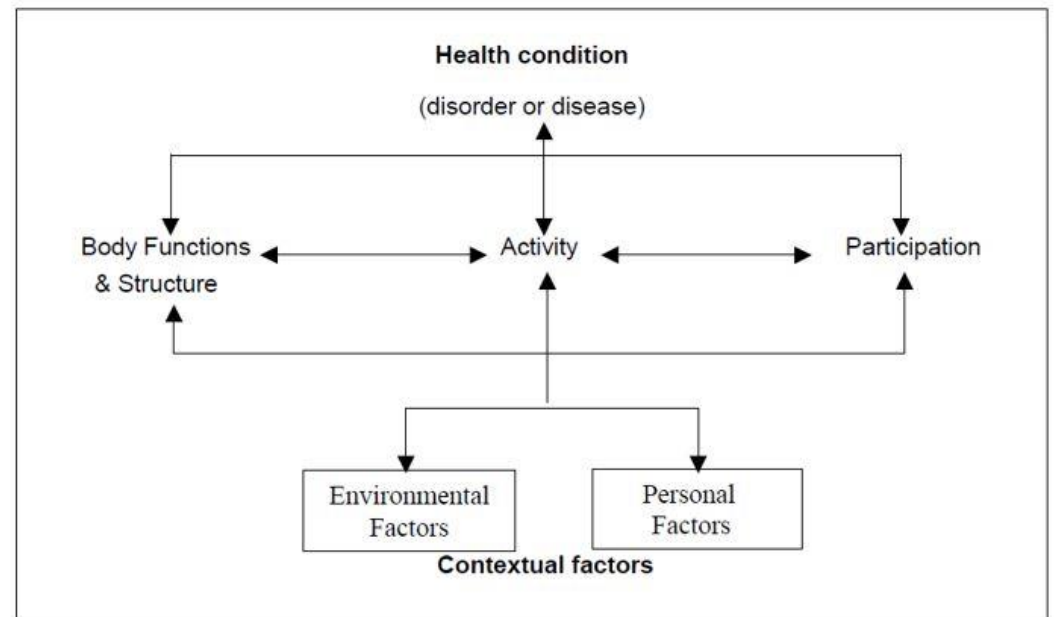 Health condition
(disorder or disease)
Body Functions
& Structure
Activity
Participation
Environmental
Factors
Personal
Factors
Contextual factors